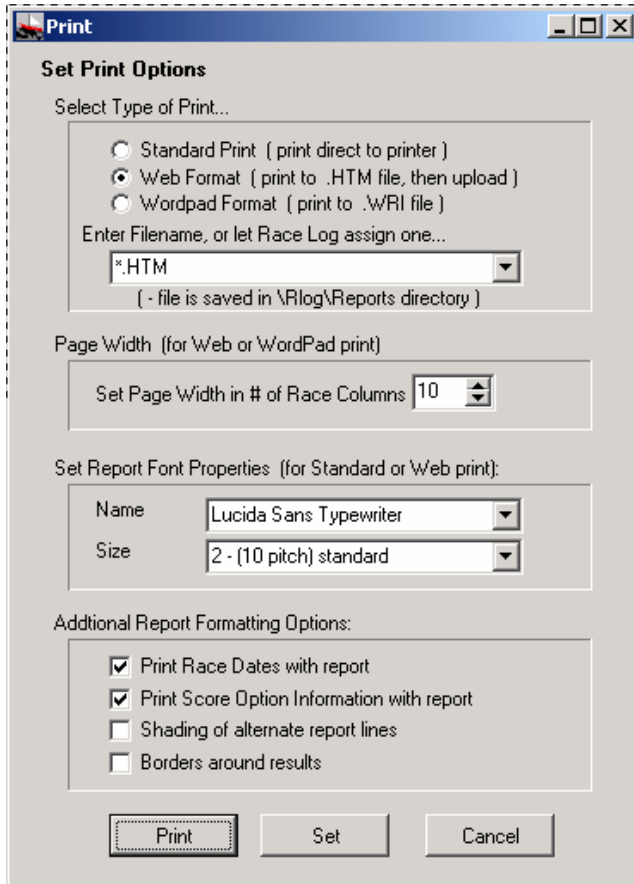 Print
Set Print Options
Select Type of Print...
Standard Print ( print direct to printer )
Web Format ( print to .HTM file, then upload )
Wordpad Format ( print to .WRI file )
Enter Filename, or let Race Log assign one...
*.HTM
( - file is saved in \Rlog\Reports directory )
Page Width (for Web or WordPad print)
Set Page Width in # of Race Columns 10
Set Report Font Properties (for Standard or Web print):
Name Lucida Sans Typewriter
Size 2 - (10 pitch) standard
Addtional Report Formatting Options:
Print Race Dates with report
Print Score Option Information with report
Shading of alternate report lines
Borders around results
Print Set Cancel